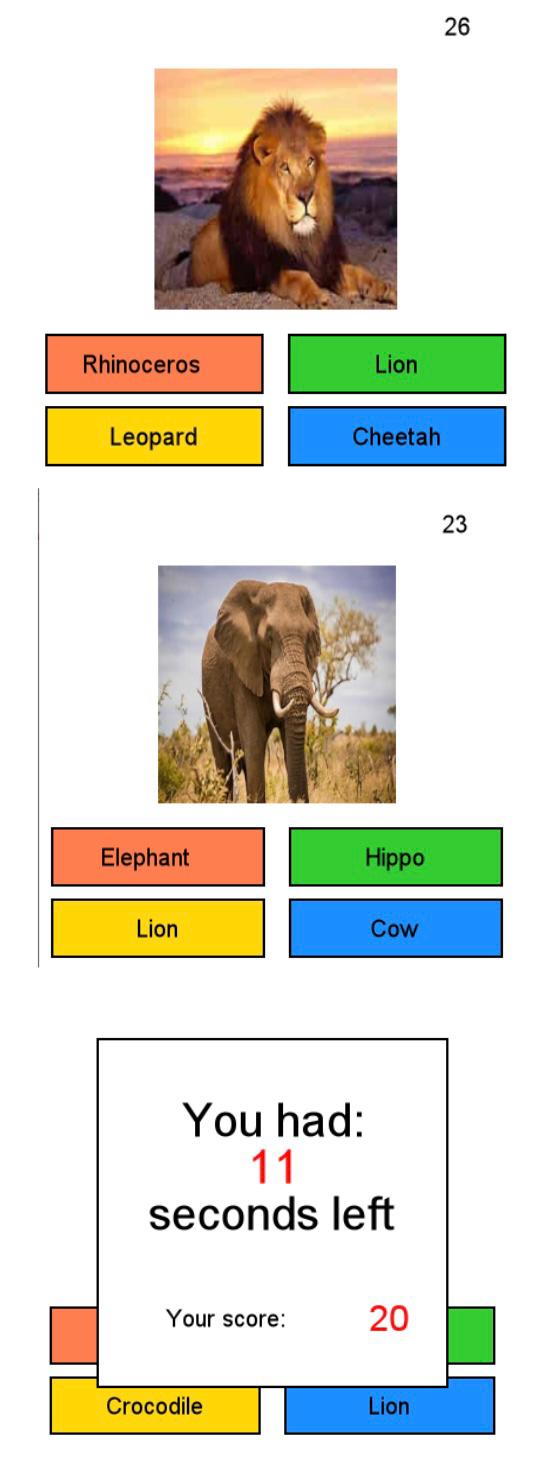 26
Rhinoceros Lion
Leopard Cheetah
23
Elephant Hippo
Lion Cow
You had:
11
seconds left
Your score: 20
Crocodile Lion